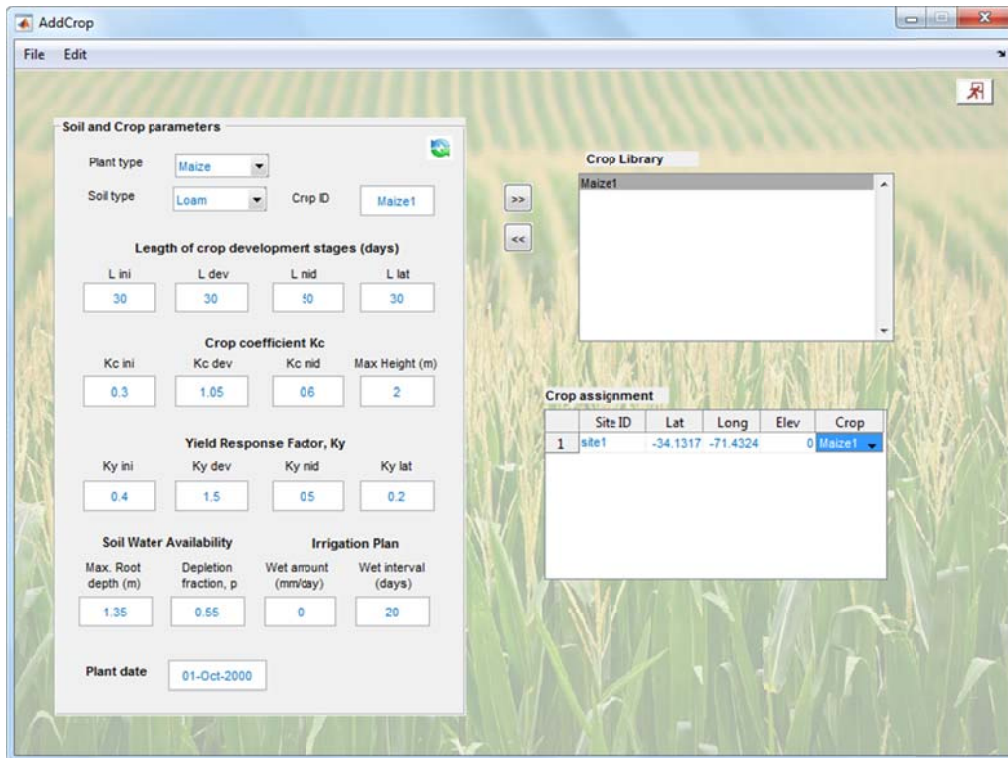 AddCrop
File Edit
Soil and Crop parameters
Plant type Maize
Soil type Loam Crop ID Maize1
Length of crop development stages (days)
L ini L dev L nid L lat
30 30 30
Crop coefficient Kc
Kc ini Kc dev Kc nid Max Height (m)
0.3 1.05 06 2
Yield Response Factor, Ky
Ky ini Ky dev Ky nid Ky lat
0.4 1.5 05 0.2
Soil Water Availability Irrigation Plan
Max. Root Depletion Wet amount Wet interval
depth (m) fraction, p (mm/day) (days)
1.35 0.55 0 20
Plant date 01-Oct-2000
>>
<<
Crop Library
Maize1
Crop assignment
Site ID Lat Long Elev Crop
1 site1 -34.1317 -71.4324 0 Maize1